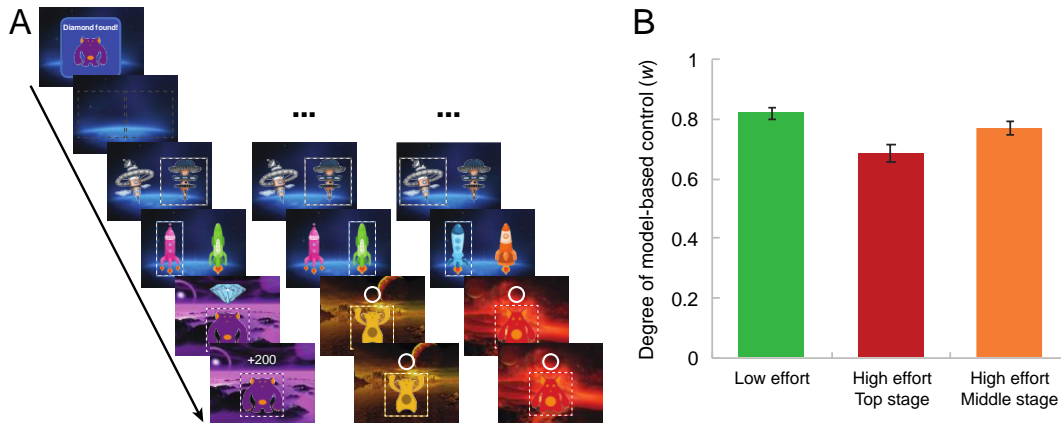 A
Diamond found!
... ...
+200
B
Degree of model-based control (w)
1
0.8
0.6
0.4
0.2
0
Low effort
High effort
Top stage
High effort
Middle stage